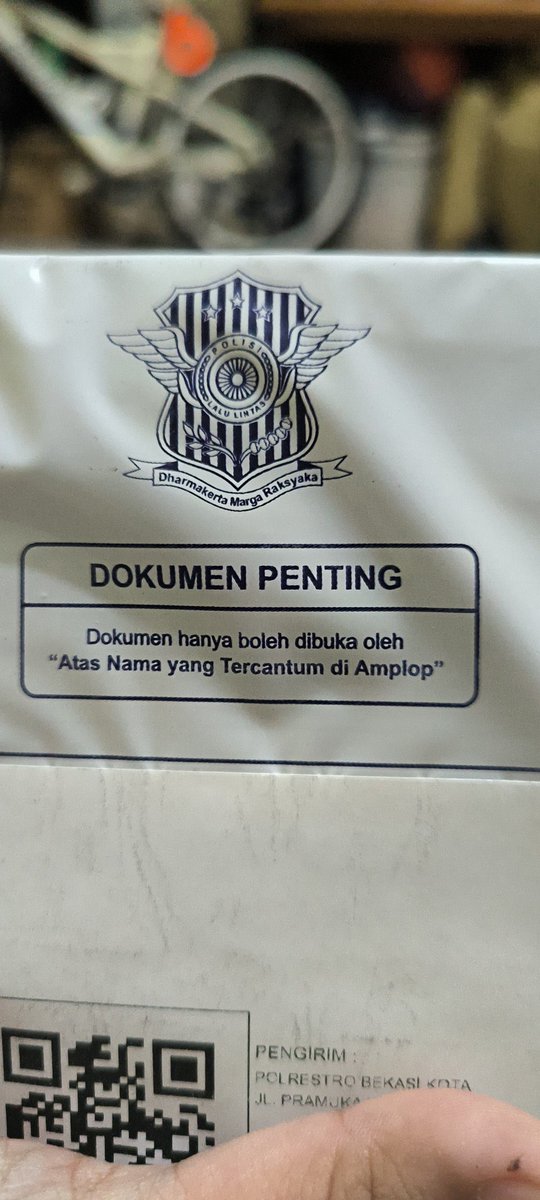 POLISI
LALU LINTAS
Dharmakerta Marga Raksyaka
DOKUMEN PENTING
Dokumen hanya boleh dibuka oleh
“Atas Nama yang Tercantum di Amplop”
PENGIRIM :
POLRESTRO BEKASI KOTA
JL. PRAMUKA